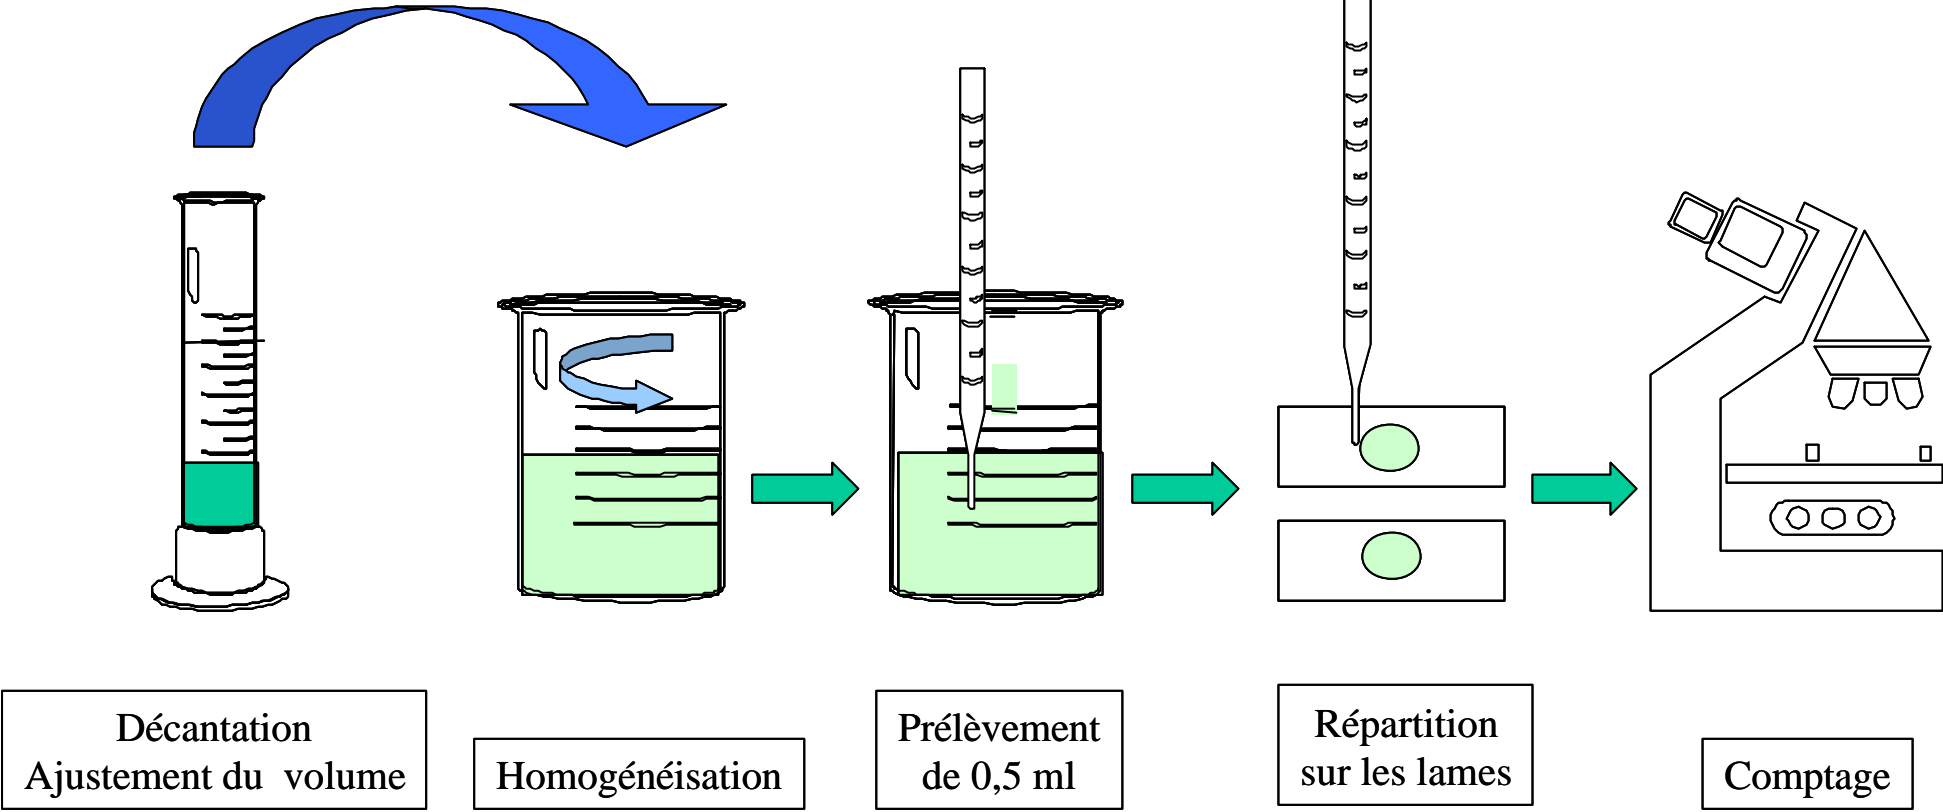 Décantation
Ajustement du volume
Homogénéisation
Prélèvement
de 0,5 ml
Répartition
sur les lames
Comptage